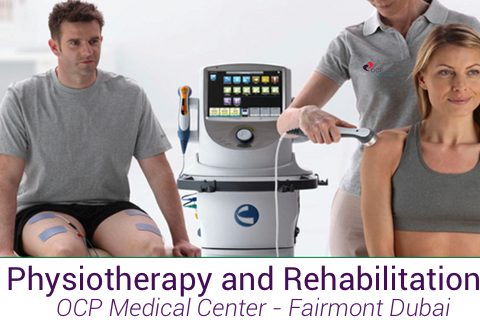 Physiotherapy and Rehabilitation
OCP Medical Center - Fairmont Dubai